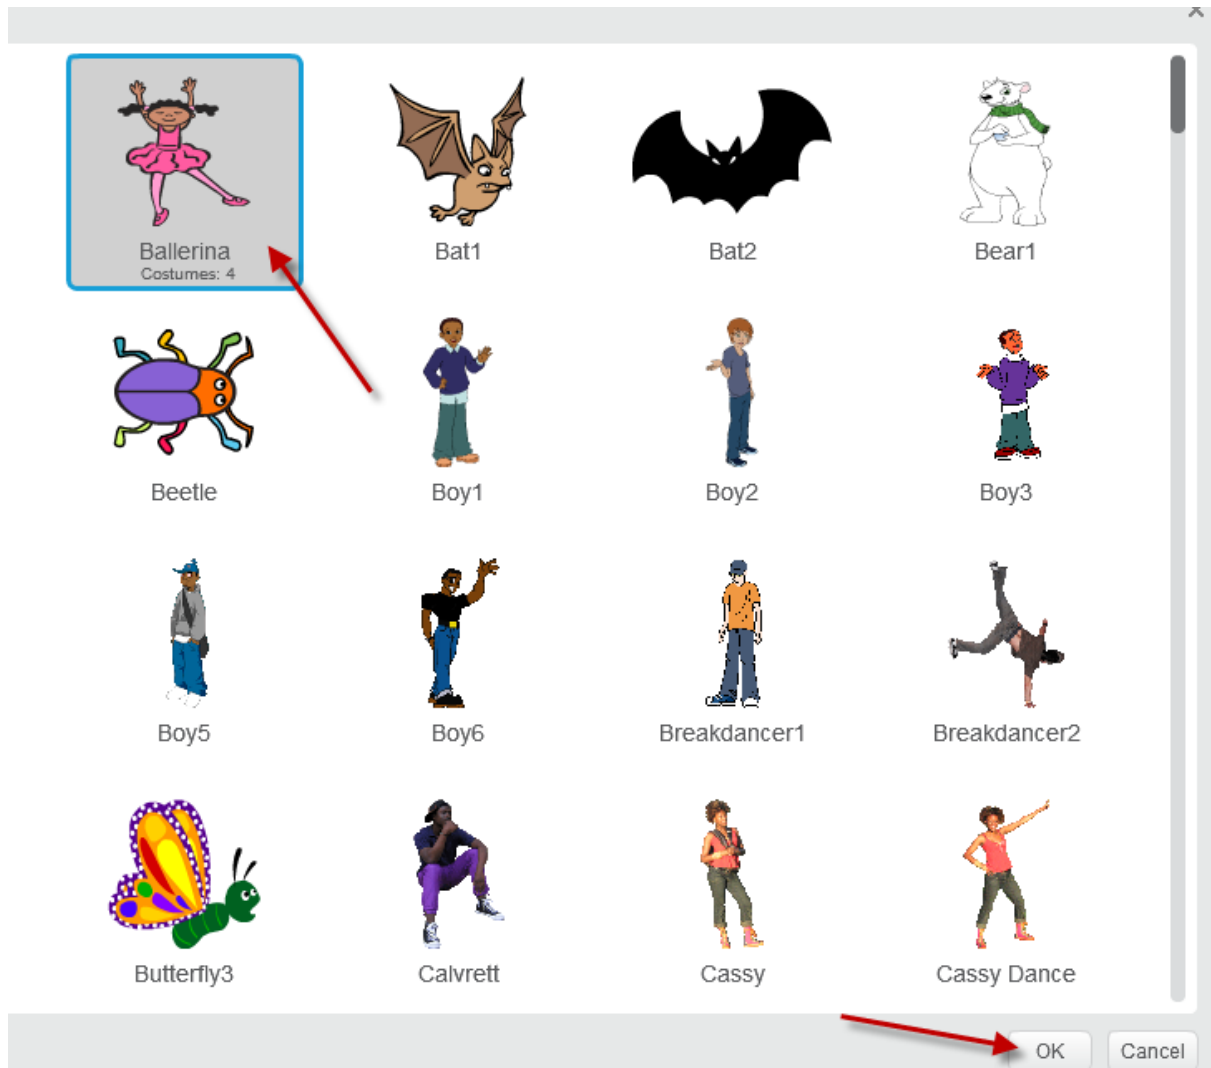 Ballerina
Costumes: 4
Bat1
Bat2
Bear1
Beetle
Boy1
Boy2
Boy3
Boy5
Boy6
Breakdancer1
Breakdancer2
Butterfly3
Calvrett
Cassy
Cassy Dance
OK
Cancel